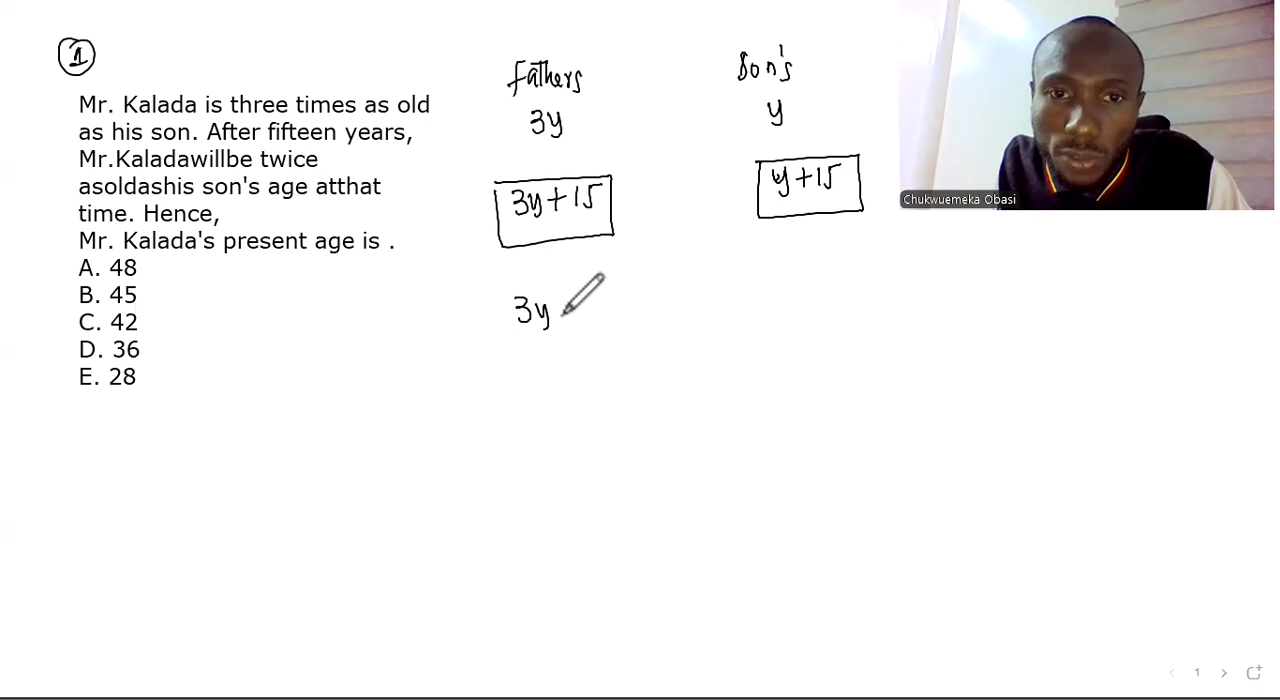 1
Mr. Kalada is three times as old
as his son. After fifteen years,
Mr.Kaladawillbe twice
asoldashis son's age atthat
time. Hence,
Mr. Kalada's present age is .
A. 48
B. 45
C. 42
D. 36
E. 28
Fathers
3y
3y+15
3y
Son's
y
y+15
Chukwuemeka Obasi
1